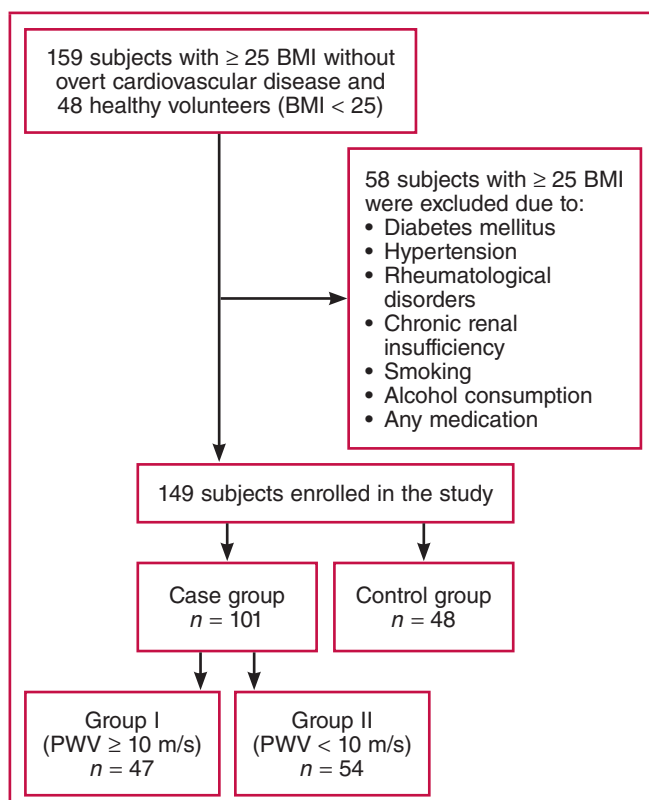 159 subjects with ≥ 25 BMI without
overt cardiovascular disease and
48 healthy volunteers (BMI < 25)
58 subjects with ≥ 25 BMI
were excluded due to:
• Diabetes mellitus
• Hypertension
• Rheumatological
disorders
• Chronic renal
insufficiency
• Smoking
• Alcohol consumption
• Any medication
149 subjects enrolled in the study
Case group
n = 101
Control group
n = 48
Group I
(PWV ≥ 10 m/s)
n = 47
Group II
(PWV < 10 m/s)
n = 54